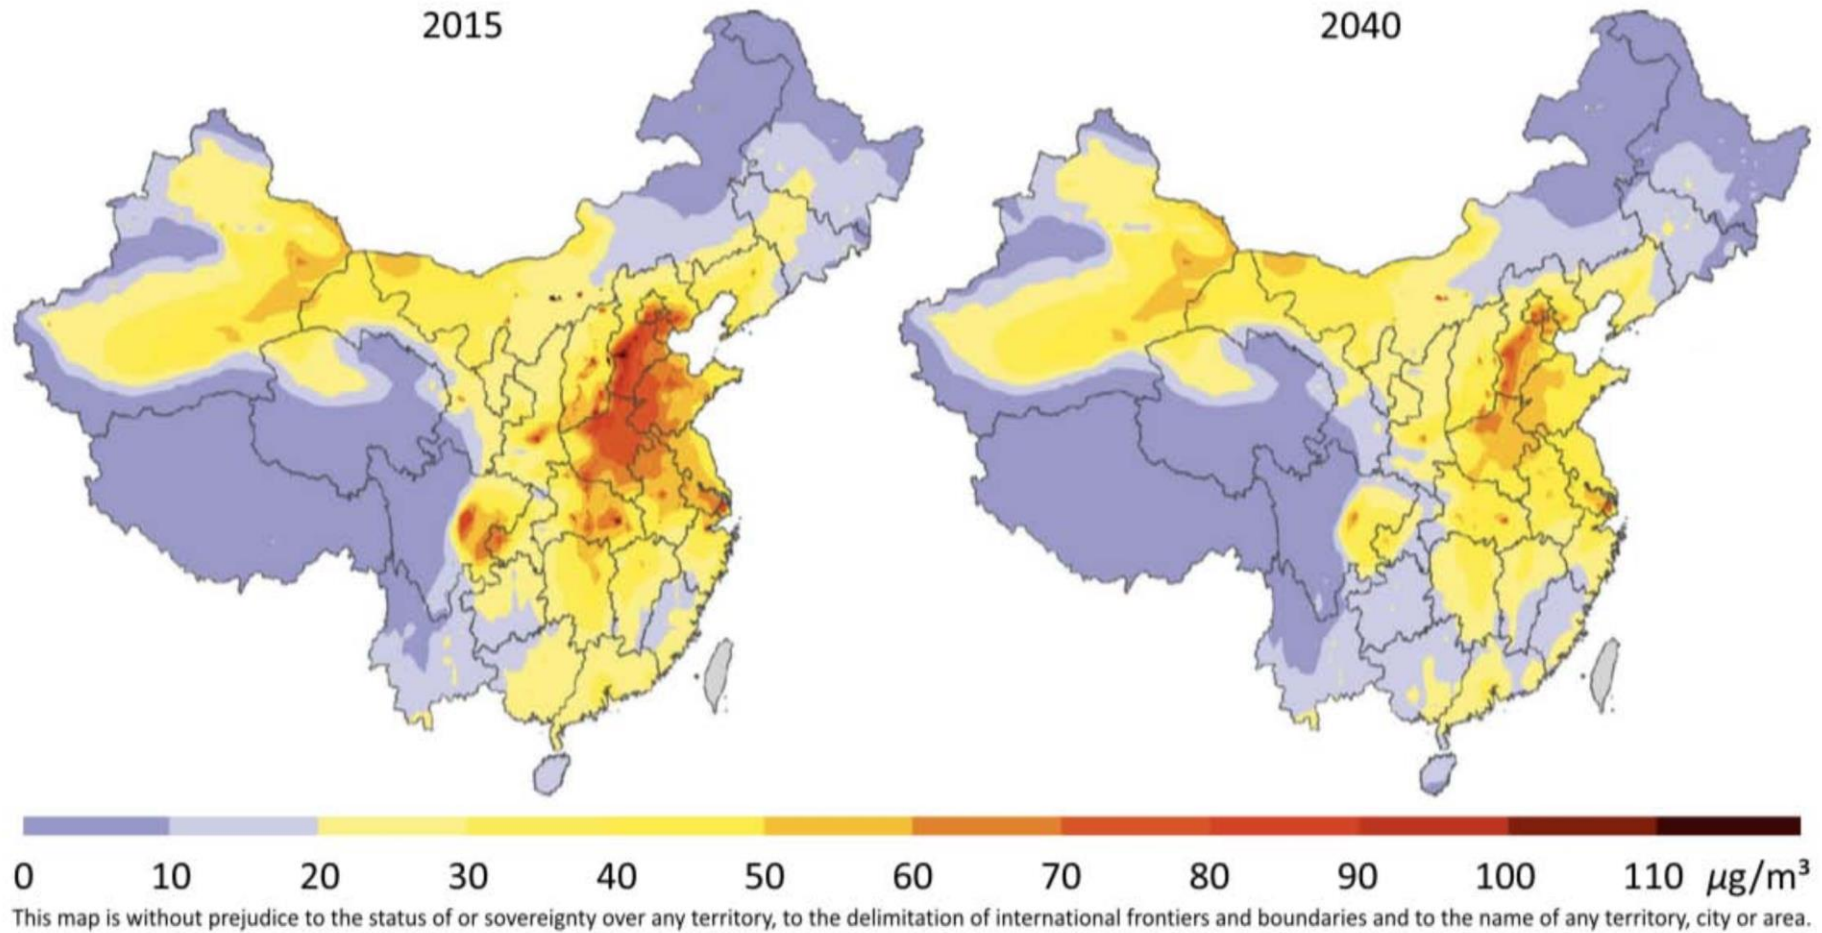 2015 2040
0 10 20 30 40 50 60 70 80 90 100 110 µg/m³
This map is without prejudice to the status of or sovereignty over any territory, to the delimitation of international frontiers and boundaries and to the name of any territory, city or area.